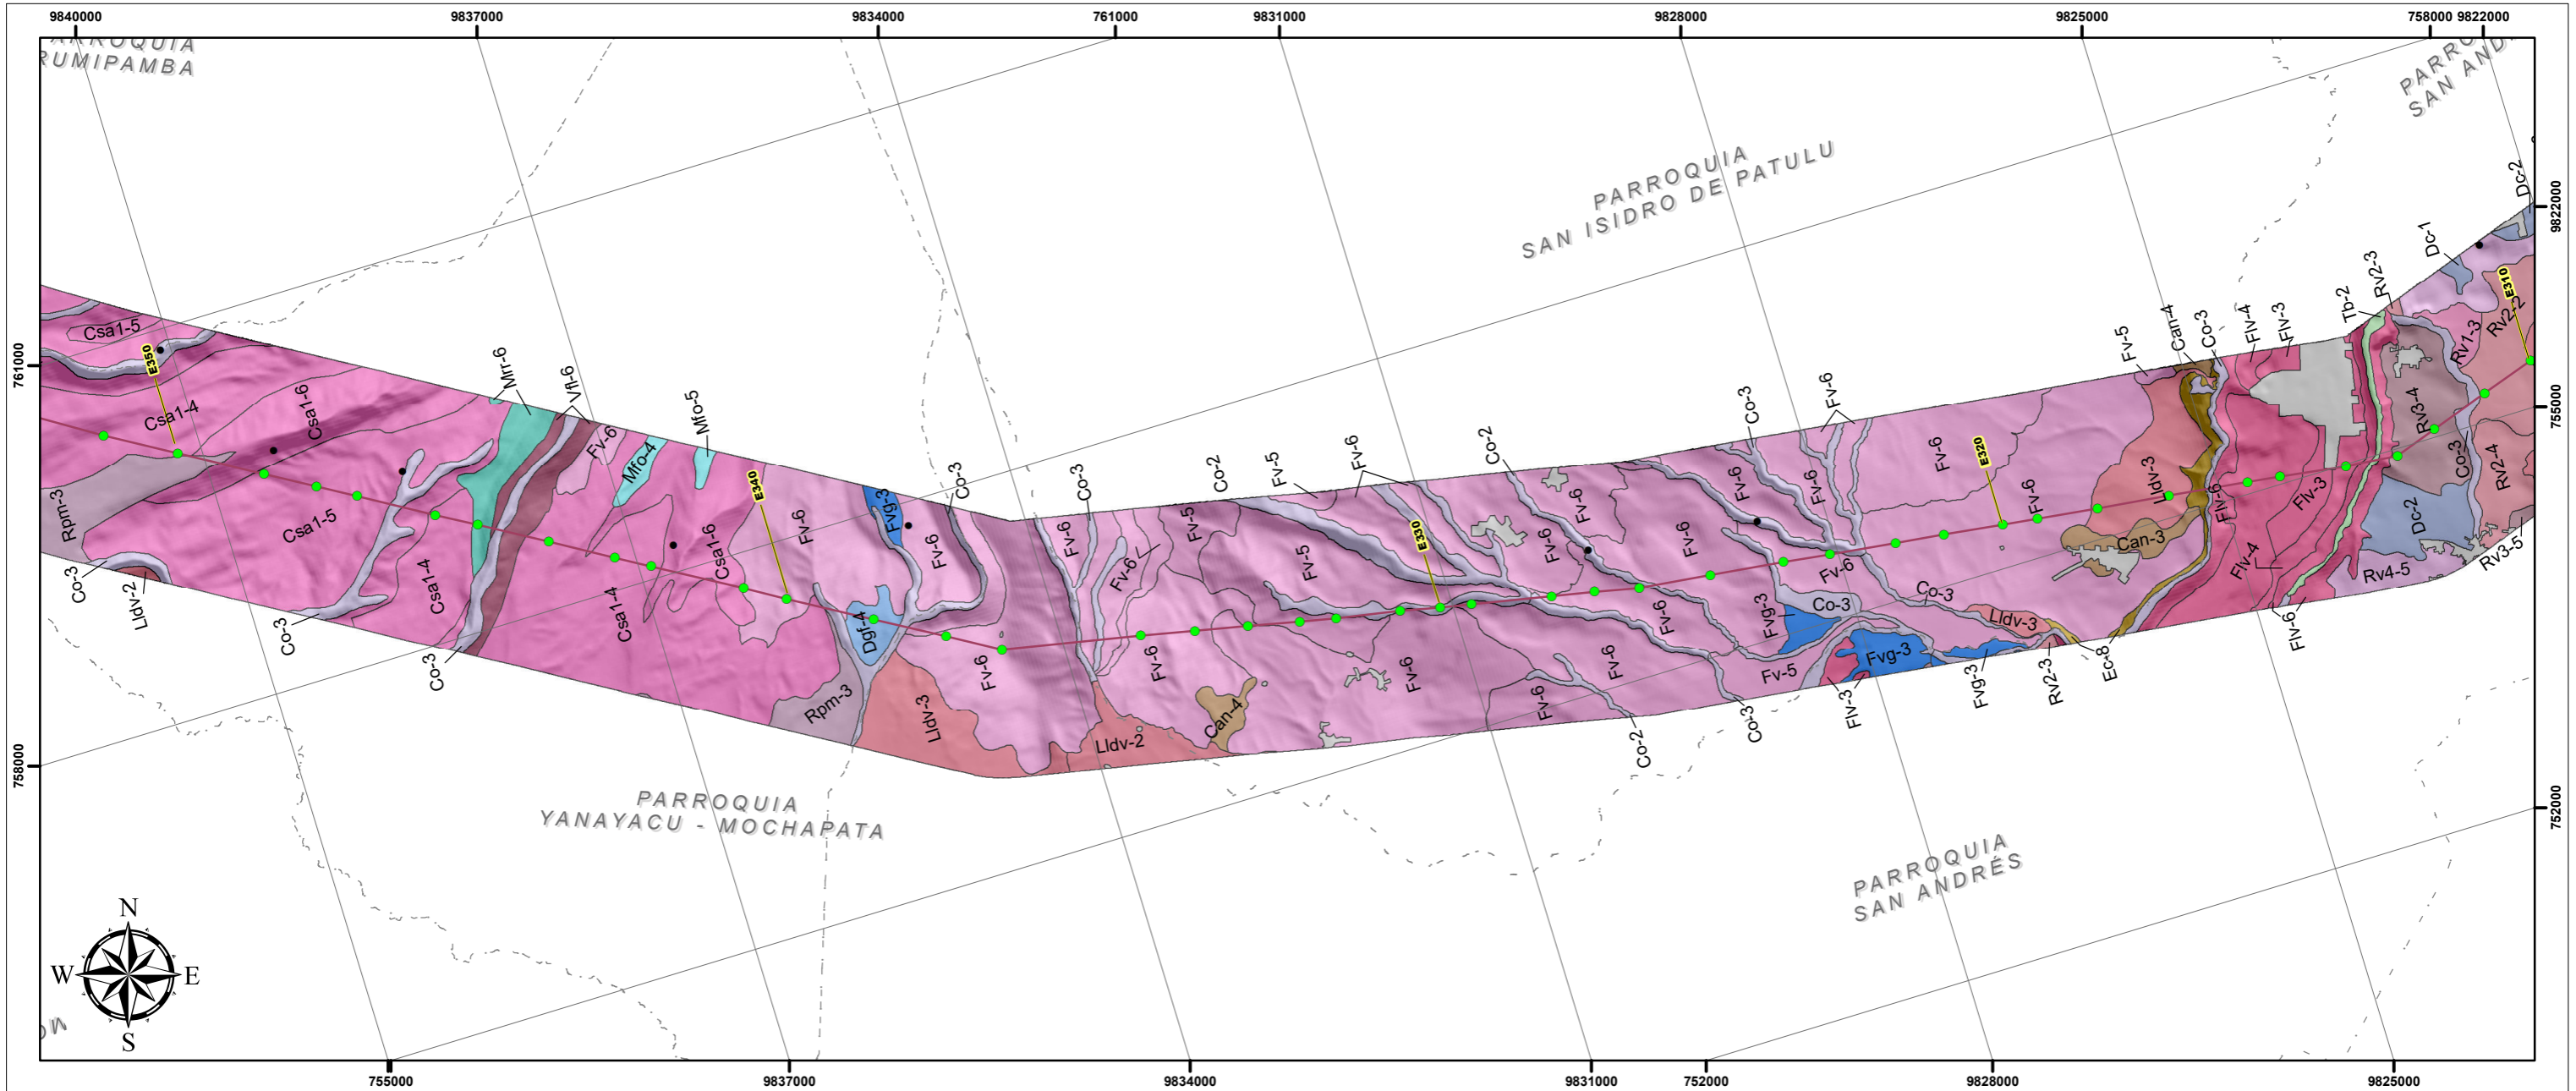 9840000
9837000
9834000
761000
9831000
9828000
9825000
758000
9822000
PARROQUIA
RUMIPAMBA
PARROQUIA
SAN ISIDRO DE PATULU
PARRO
SAN AND
Dc-2
9822000
Dc-1
E310
Rv2-2
Rv1-3
Rv2-3
Tb-2
Flv-3
Flv-4
Co-3
Can-4
Fv-5
Csa1-5
E350
761000
Csa1-4
Csa1-6
Mrr-6
Vfl-6
Fv-6
Mfo-4
Mfo-5
E340
Fv-6
Fvg-3
Fv-6
Co-3
Fv-6
Co-3
Fv-6
Fv-5
Co-2
Fv-5
Fv-5
Fv-6
E330
Co-2
Fv-6
Fv-6
Fv-6
Fv-6
Co-3
Fv-6
Fv-6
Fv-6
E320
Fv-6
Lldv-3
Flv-6
Flv-3
Rv3-4
755000
Co-3
Rv2-4
Dc-2
Rv3-5
Rv4-5
Flv-4
Flv-6
Can-3
Rpm-3
Csa1-5
Co-3
Lldv-2
Co-3
Csa1-4
Co-3
Csa1-4
Csa1-6
Dgf-4
Rpm-3
Lldv-3
Fv-6
Lldv-2
Fv-6
Can-4
Fv-6
Fv-6
Fv-6
Fv-6
Co-2
Co-3
Fv-5
Fvg-3
Co-3
Fv-6
Co-3
Lldv-3
Flv-3
Fvg-3
Fvg-3
Rv2-3
Ec-8
758000
PARROQUIA
YANAYACU - MOCHAPATA
PARROQUIA
SAN ANDRÉS
752000
N
W
E
S
755000
9837000
9834000
9831000
752000
9828000
9825000